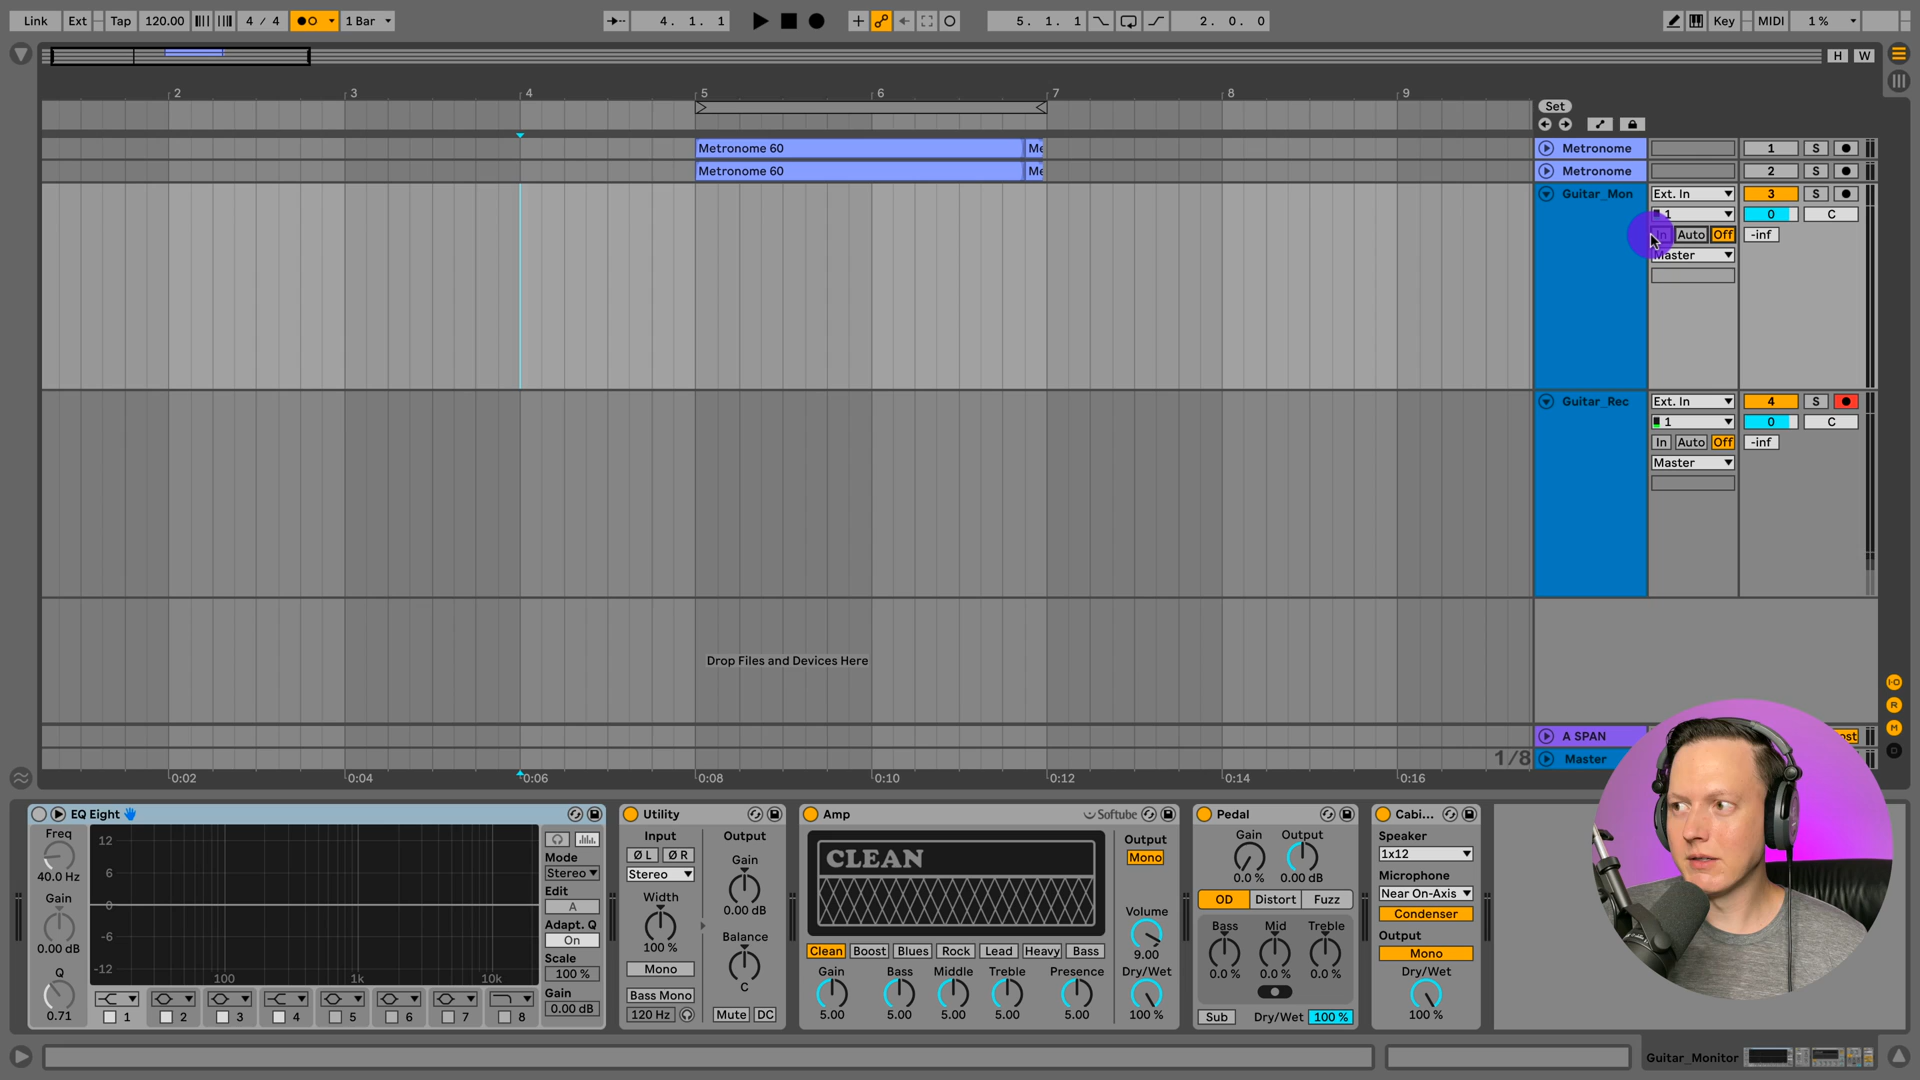 Link Ext Tap 120.00 4 / 4 1 Bar 4. 1. 1 5. 1. 1 2. 0. 0 Key MIDI 1 %
H W
2 3 4 5 6 7 8 9
Set
Metronome 60 Me Metronome 1 S
Metronome 60 Me Metronome 2 S
Guitar_Mon Ext. In 3 S
1 0 C
In Auto Off -inf
Master
Guitar_Rec Ext. In 4 S
1 0 C
In Auto Off -inf
Master
Drop Files and Devices Here
I-O
R
M
D
A SPAN
1/8 Master
0:02 0:04 0:06 0:08 0:10 0:12 0:14 0:16
EQ Eight
Freq
40.0 Hz
Gain
0.00 dB
Q
0.71
12
6
0
-6
-12
100 1k 10k
1 2 3 4 5 6 7 8
Mode
Stereo
Edit
A
Adapt. Q
On
Scale
100 %
Gain
0.00 dB
Utility
Input
Ø L Ø R
Stereo
Width
100 %
Mono
Bass Mono
120 Hz
Output
Gain
0.00 dB
Balance
C
Mute DC
Amp Softube
CLEAN
Clean Boost Blues Rock Lead Heavy Bass
Gain Bass Middle Treble Presence
5.00 5.00 5.00 5.00 5.00
Output
Mono
Volume
9.00
Dry/Wet
100 %
Pedal
Gain Output
0.0 % 0.00 dB
OD Distort Fuzz
Bass Mid Treble
0.0 % 0.0 % 0.0 %
Sub Dry/Wet 100 %
Cabi...
Speaker
1x12
Microphone
Near On-Axis
Condenser
Output
Mono
Dry/Wet
100 %
Guitar_Monitor